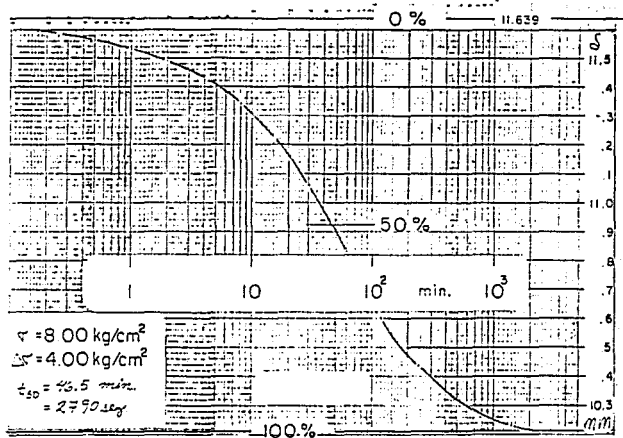 0 % 11.639
δ
11.5
.4
.3
.2
.1
11.0
.9
50 %
.8
1 10 10² min. 10³
.7
.6
σ = 8.00 kg/cm²
.5
Δσ = 4.00 kg/cm²
.4
t₅₀ = 46.5 min.
= 2790 seg
10.3
mm
100.%